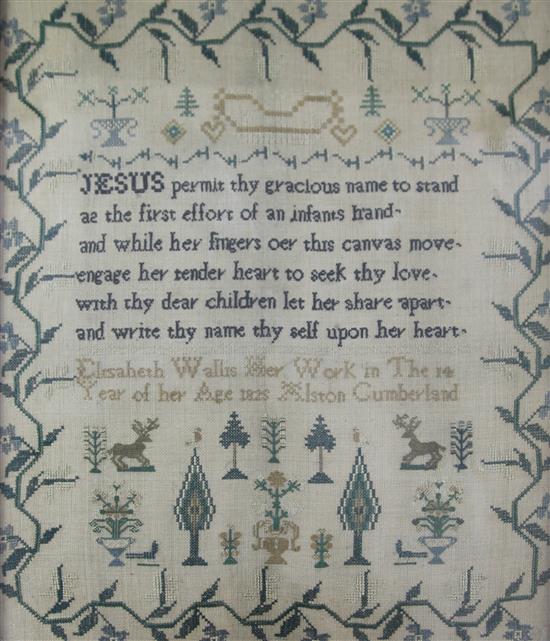 JESUS permit thy gracious name to stand
as the first effort of an infants hand-
and while her fingers oer this canvas move-
engage her tender heart to seek thy love-
with thy dear children let her share apart-
and write thy name thy self upon her heart-
Elisabeth Wallis Her Work in The 14
Year of her Age 1825 Alston Cumberland